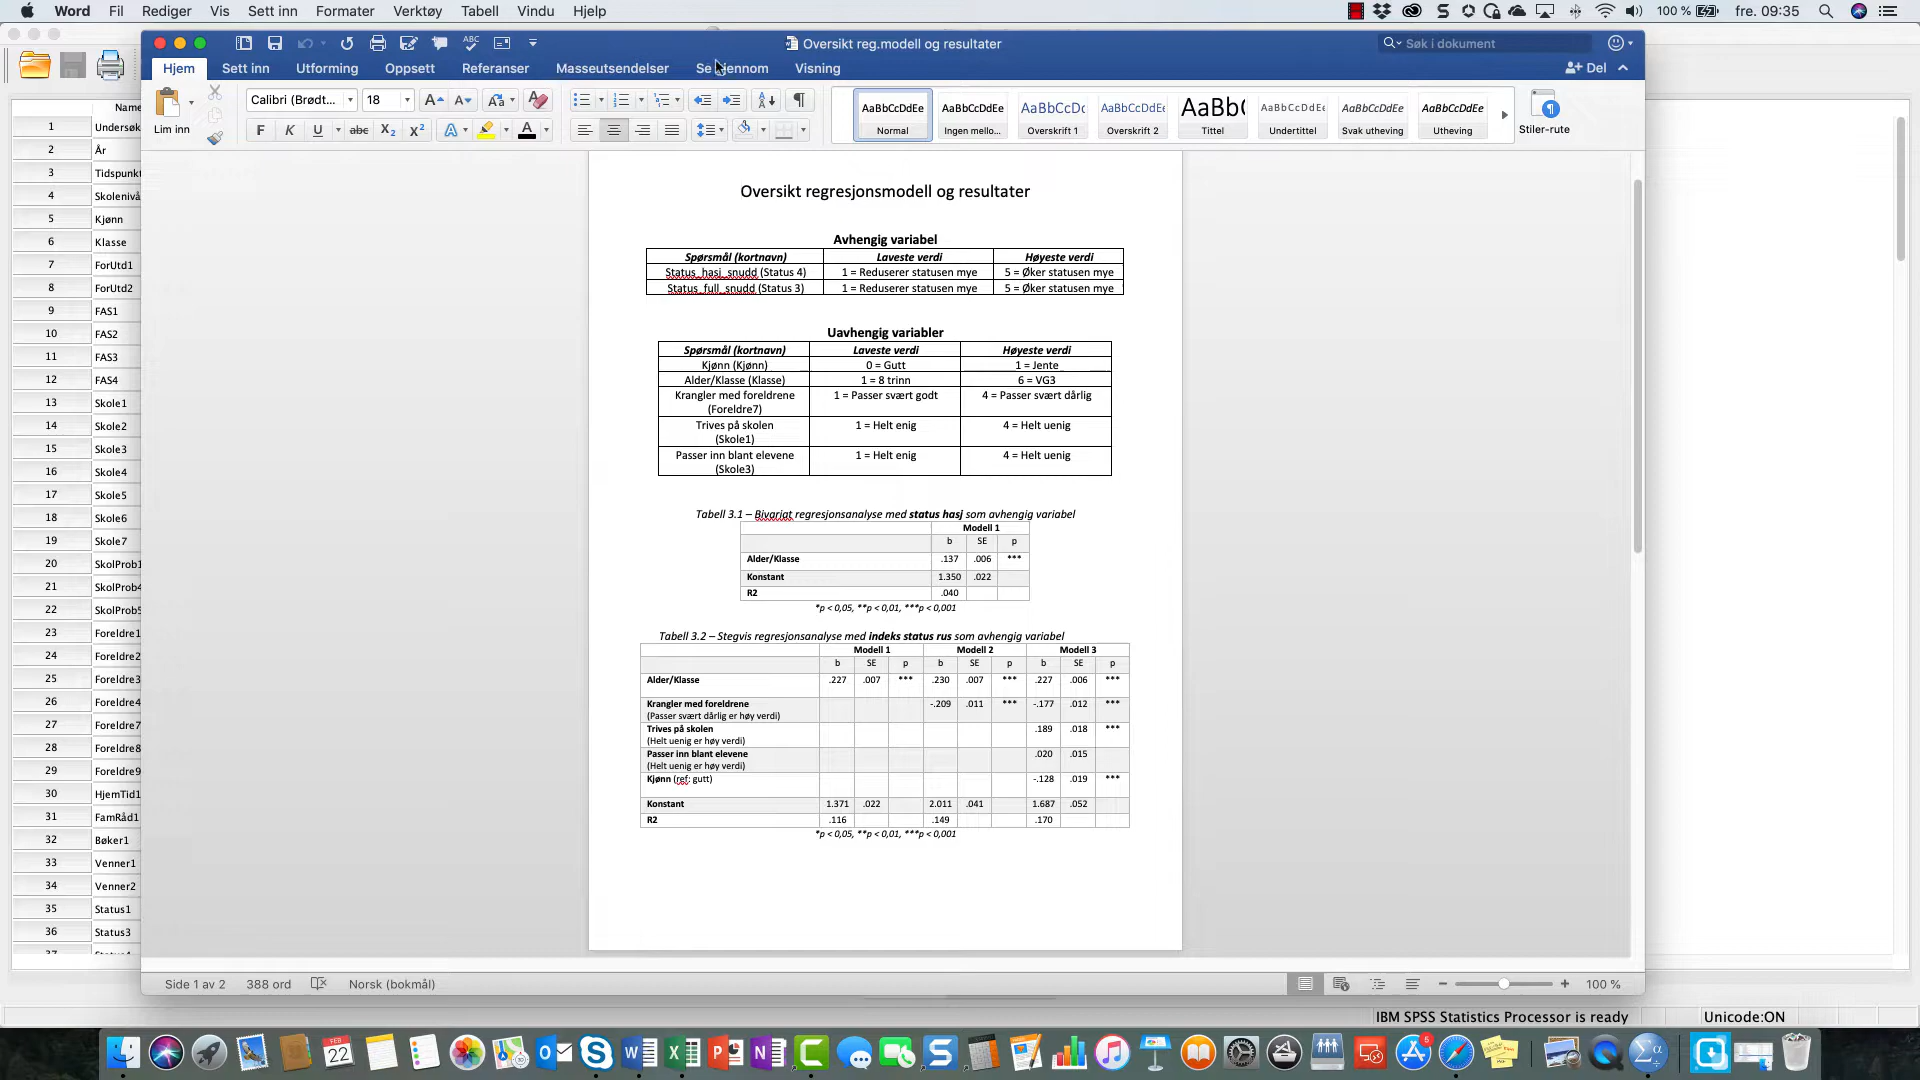 Word Fil Rediger Vis Sett inn Formater Verktøy Tabell Vindu Hjelp 100 % fre. 09:35
Oversikt reg.modell og resultater
Søk i dokument
Hjem Sett inn Utforming Oppsett Referanser Masseutsendelser Visning Del
Lim inn
Calibri (Brødt... 18
AaBbCcDdEe AaBbCcDdEe AaBbCcDc AaBbCcDdEe AaBb( AaBbCcDdEe AaBbCcDdEe AaBbCcDdEe
Normal Ingen mello... Overskrift 1 Overskrift 2 Tittel Undertittel Svak utheving Utheving Stiler-rute
Name
1 Undersøk
2 År
3 Tidspunkt
4 Skolenivå
5 Kjønn
6 Klasse
7 ForUtd1
8 ForUtd2
9 FAS1
10 FAS2
11 FAS3
12 FAS4
13 Skole1
14 Skole2
15 Skole3
16 Skole4
17 Skole5
18 Skole6
19 Skole7
20 SkolProb1
21 SkolProb4
22 SkolProb5
23 Foreldre1
24 Foreldre2
25 Foreldre3
26 Foreldre4
27 Foreldre7
28 Foreldre8
29 Foreldre9
30 HjemTid1
31 FamRåd1
32 Bøker1
33 Venner1
34 Venner2
35 Status1
36 Status3
Oversikt regresjonsmodell og resultater
Avhengig variabel
Spørsmål (kortnavn) Laveste verdi Høyeste verdi
Status_hasj_snudd (Status 4) 1 = Reduserer statusen mye 5 = Øker statusen mye
Status_full_snudd (Status 3) 1 = Reduserer statusen mye 5 = Øker statusen mye
Uavhengig variabler
Spørsmål (kortnavn) Laveste verdi Høyeste verdi
Kjønn (Kjønn) 0 = Gutt 1 = Jente
Alder/Klasse (Klasse) 1 = 8 trinn 6 = VG3
Krangler med foreldrene 1 = Passer svært godt 4 = Passer svært dårlig
(Foreldre7)
Trives på skolen 1 = Helt enig 4 = Helt uenig
(Skole1)
Passer inn blant elevene 1 = Helt enig 4 = Helt uenig
(Skole3)
Tabell 3.1 – Bivariat regresjonsanalyse med status hasj som avhengig variabel
Modell 1
b SE p
Alder/Klasse .137 .006 ***
Konstant 1.350 .022
R2 .040
*p < 0,05, **p < 0,01, ***p < 0,001
Tabell 3.2 – Stegvis regresjonsanalyse med indeks status rus som avhengig variabel
Modell 1 Modell 2 Modell 3
b SE p b SE p b SE p
Alder/Klasse .227 .007 *** .230 .007 *** .227 .006 ***
Krangler med foreldrene -.209 .011 *** -.177 .012 ***
(Passer svært dårlig er høy verdi)
Trives på skolen .189 .018 ***
(Helt uenig er høy verdi)
Passer inn blant elevene .020 .015
(Helt uenig er høy verdi)
Kjønn (ref: gutt) -.128 .019 ***
Konstant 1.371 .022 2.011 .041 1.687 .052
R2 .116 .149 .170
*p < 0,05, **p < 0,01, ***p < 0,001
Side 1 av 2 388 ord Norsk (bokmål) 100 %
IBM SPSS Statistics Processor is ready Unicode:ON
FEB
22